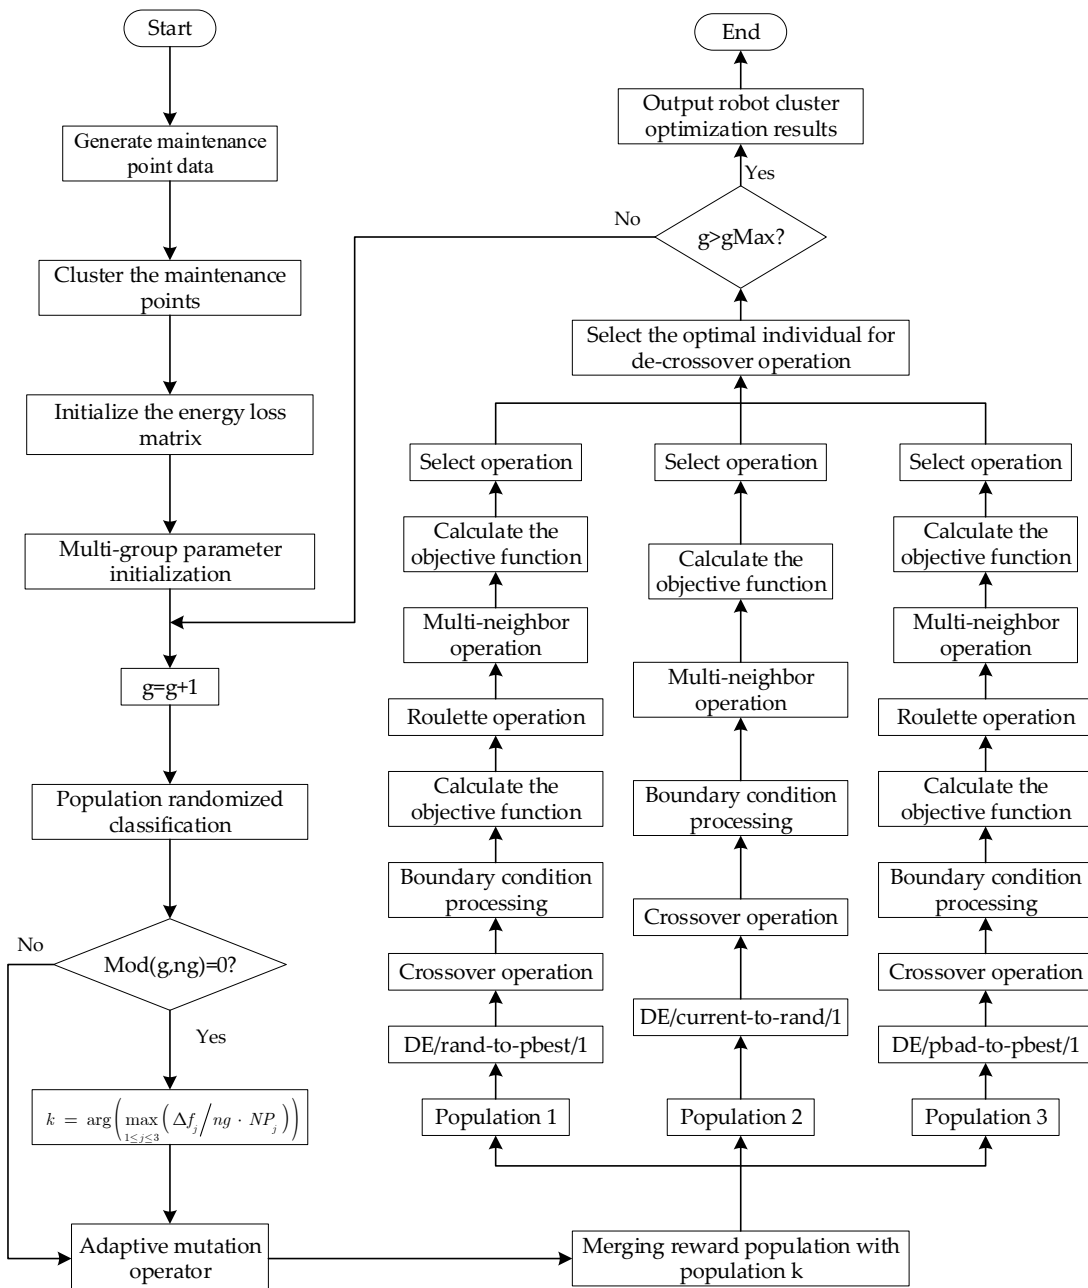 Start
Generate maintenance
point data
Cluster the maintenance
points
Initialize the energy loss
matrix
Multi-group parameter
initialization
g=g+1
Population randomized
classification
Mod(g,ng)=0?
No
Yes
k = arg(max_{1≤j≤3}(Δf_j/ng · NP_j))
Adaptive mutation
operator
Merging reward population with
population k
Population 1
DE/rand-to-pbest/1
Crossover operation
Boundary condition
processing
Calculate the
objective function
Roulette operation
Multi-neighbor
operation
Calculate the
objective function
Select operation
Population 2
DE/current-to-rand/1
Crossover operation
Boundary condition
processing
Multi-neighbor
operation
Calculate the
objective function
Select operation
Population 3
DE/pbad-to-pbest/1
Crossover operation
Boundary condition
processing
Calculate the
objective function
Roulette operation
Multi-neighbor
operation
Calculate the
objective function
Select operation
Select the optimal individual for
de-crossover operation
g>gMax?
No
Yes
Output robot cluster
optimization results
End